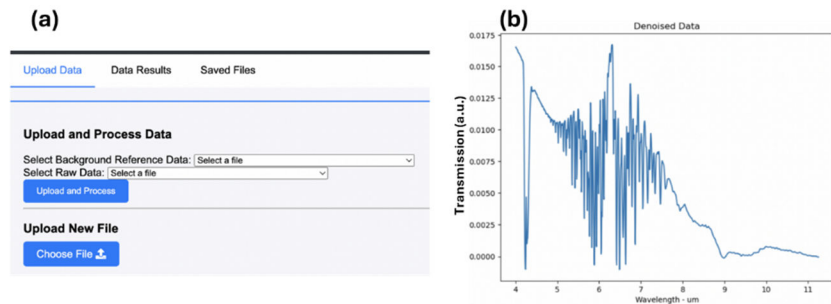 (a)
Upload Data Data Results Saved Files
Upload and Process Data
Select Background Reference Data: Select a file
Select Raw Data: Select a file
Upload and Process
Upload New File
Choose File
(b)
Denoised Data
Transmission (a.u.)
0.0175
0.0150
0.0125
0.0100
0.0075
0.0050
0.0025
0.0000
4 5 6 7 8 9 10 11
Wavelength - um